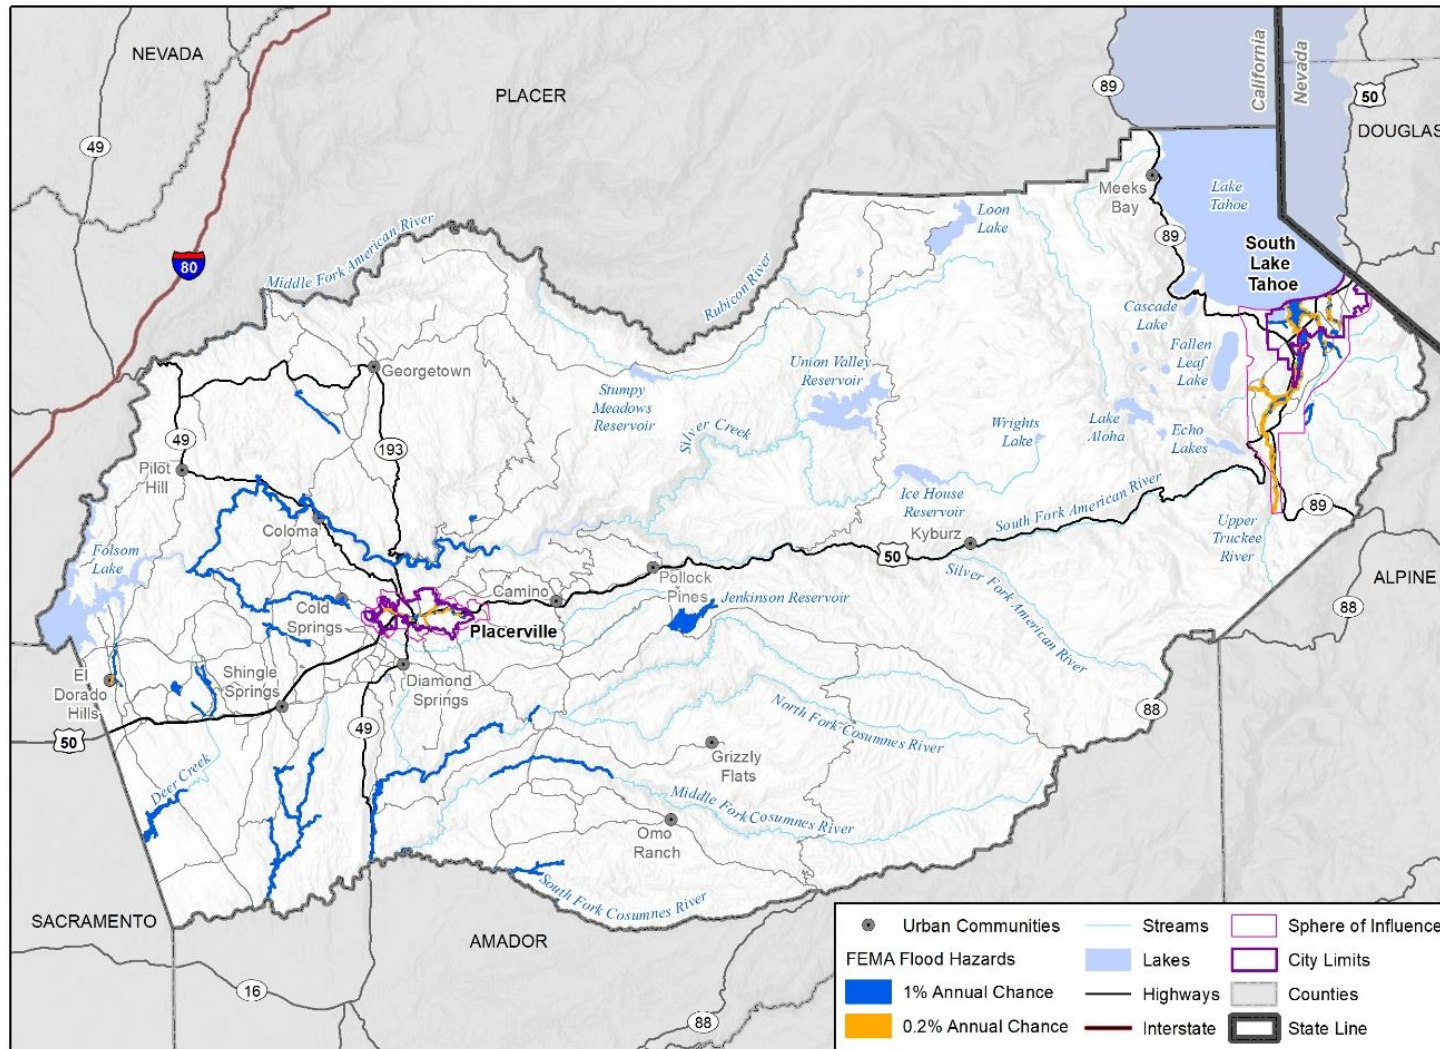 NEVADA
PLACER
California
Nevada
DOUGLAS
ALPINE
AMADOR
SACRAMENTO
49
80
89
50
Middle Fork American River
Rubicon River
Loon
Lake
Meeks
Bay
Lake
Tahoe
89
South
Lake
Tahoe
Cascade
Lake
Fallen
Leaf
Lake
Union Valley
Reservoir
Stumpy
Meadows
Reservoir
Silver Creek
Wrights
Lake
Lake
Aloha
Echo
Lakes
Georgetown
49
193
Pilot
Hill
Coloma
Ice House
Reservoir
South Fork American River
Kyburz
50
89
Upper
Truckee
River
88
Folsom
Lake
Cold
Springs
Camino
Pollock
Pines
Jenkinson Reservoir
Silver Fork American River
Placerville
El
Dorado
Hills
Shingle
Springs
Diamond
Springs
50
49
88
North Fork Cosumnes River
Grizzly
Flats
Deer Creek
Middle Fork Cosumnes River
Omo
Ranch
South Fork Cosumnes River
16
88
Urban Communities
FEMA Flood Hazards
1% Annual Chance
0.2% Annual Chance
Streams
Lakes
Highways
Interstate
Sphere of Influence
City Limits
Counties
State Line